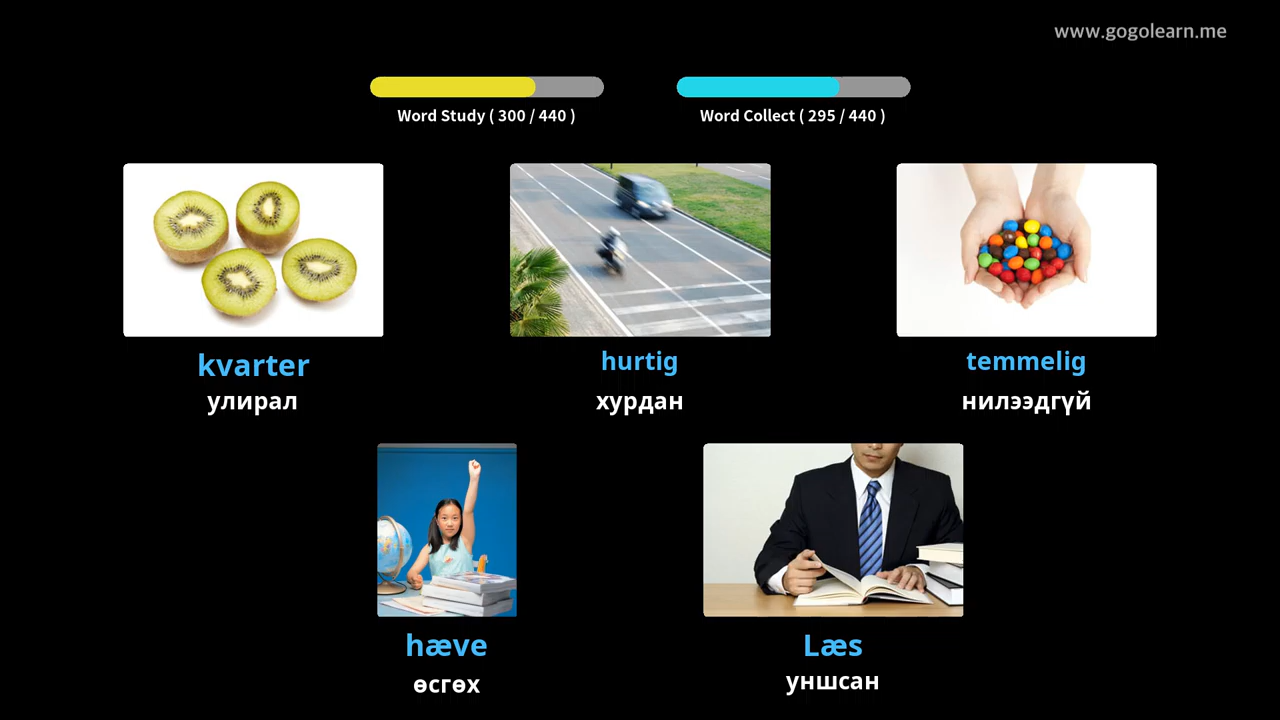 www.gogolearn.me
Word Study ( 300 / 440 )
Word Collect ( 295 / 440 )
kvarter
улирал
hurtig
хурдан
temmelig
нилээдгүй
hæve
өсгөх
Læs
уншсан